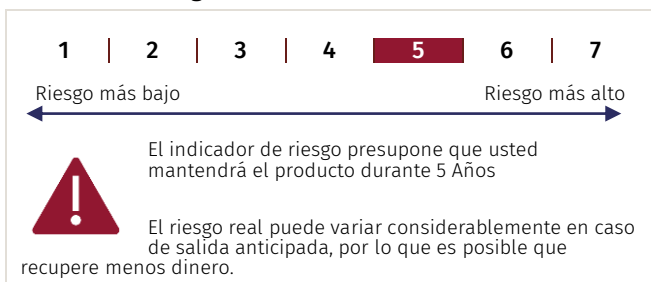 1 | 2 | 3 | 4 | 5 | 6 | 7
Riesgo más bajo Riesgo más alto
El indicador de riesgo presupone que usted
mantendrá el producto durante 5 Años
El riesgo real puede variar considerablemente en caso
de salida anticipada, por lo que es posible que
recupere menos dinero.